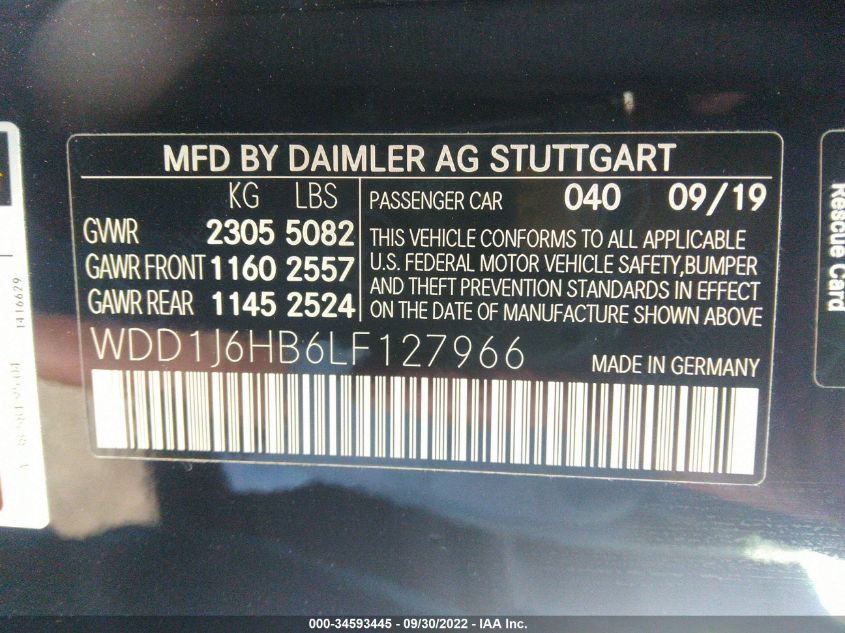 MFD BY DAIMLER AG STUTTGART
KG LBS
GVWR 2305 5082
GAWR FRONT 1160 2557
GAWR REAR 1145 2524
PASSENGER CAR 040 09/19
THIS VEHICLE CONFORMS TO ALL APPLICABLE
U.S. FEDERAL MOTOR VEHICLE SAFETY,BUMPER
AND THEFT PREVENTION STANDARDS IN EFFECT
ON THE DATE OF MANUFACTURE SHOWN ABOVE
WDD1J6HB6LF127966
MADE IN GERMANY
1416629
Rescue Card
000-34593445 - 09/30/2022 - IAA Inc.